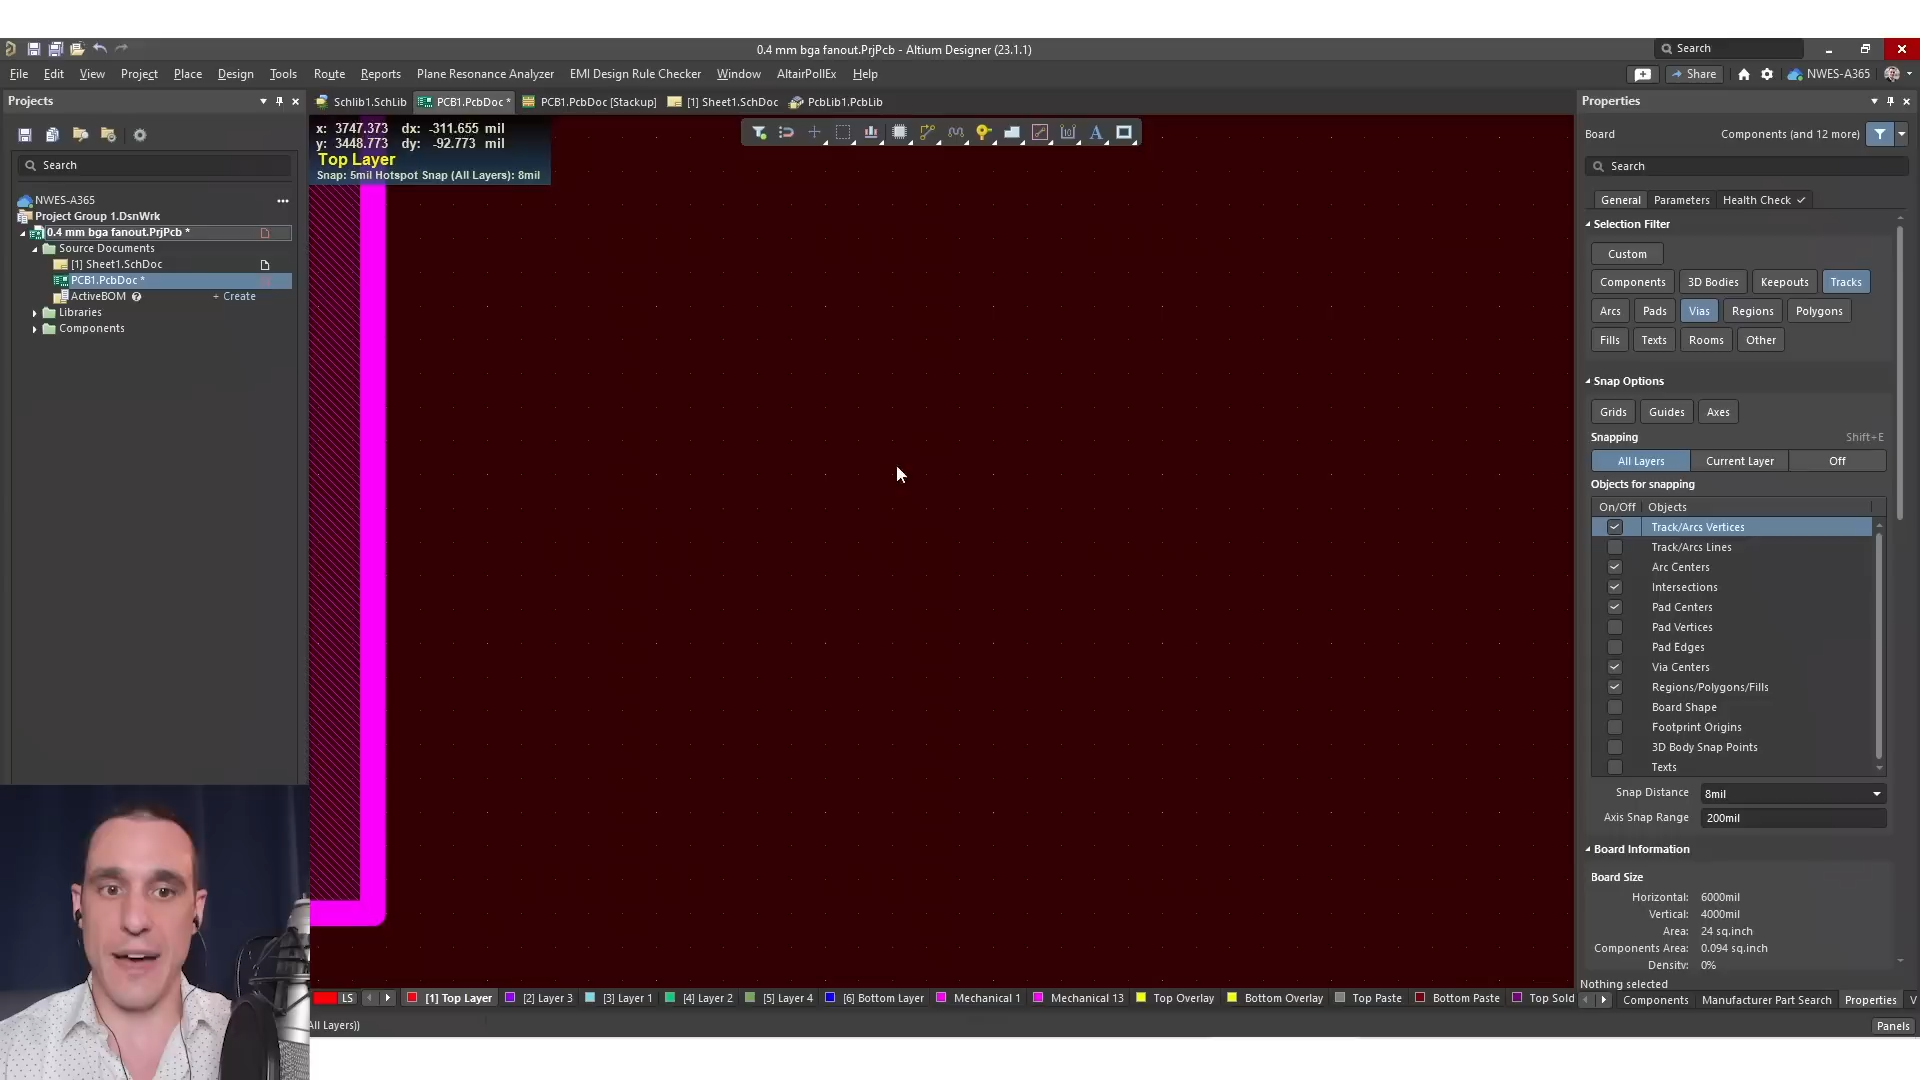 0.4 mm bga fanout.PrjPcb - Altium Designer (23.1.1)
Search
File Edit View Project Place Design Tools Route Reports Plane Resonance Analyzer EMI Design Rule Checker Window AltairPollEx Help
Share
NWES-A365
Projects
Schlib1.SchLib
PCB1.PcbDoc *
PCB1.PcbDoc [Stackup]
[1] Sheet1.SchDoc
PcbLib1.PcbLib
Properties
x: 3747.373 dx: -311.655 mil
y: 3448.773 dy: -92.773 mil
Top Layer
Snap: 5mil Hotspot Snap (All Layers): 8mil
Board
Components (and 12 more)
Search
Search
NWES-A365
Project Group 1.DsnWrk
0.4 mm bga fanout.PrjPcb *
Source Documents
[1] Sheet1.SchDoc
PCB1.PcbDoc *
ActiveBOM
+ Create
Libraries
Components
General Parameters Health Check
Selection Filter
Custom
Components 3D Bodies Keepouts Tracks
Arcs Pads Vias Regions Polygons
Fills Texts Rooms Other
Snap Options
Grids Guides Axes
Snapping Shift+E
All Layers Current Layer Off
Objects for snapping
On/Off Objects
Track/Arcs Vertices
Track/Arcs Lines
Arc Centers
Intersections
Pad Centers
Pad Vertices
Pad Edges
Via Centers
Regions/Polygons/Fills
Board Shape
Footprint Origins
3D Body Snap Points
Texts
Snap Distance 8mil
Axis Snap Range 200mil
Board Information
Board Size
Horizontal: 6000mil
Vertical: 4000mil
Area: 24 sq.inch
Components Area: 0.094 sq.inch
Density: 0%
Nothing selected
LS [1] Top Layer [2] Layer 3 [3] Layer 1 [4] Layer 2 [5] Layer 4 [6] Bottom Layer Mechanical 1 Mechanical 13 Top Overlay Bottom Overlay Top Paste Bottom Paste Top Sold
Components Manufacturer Part Search Properties V
All Layers))
Panels